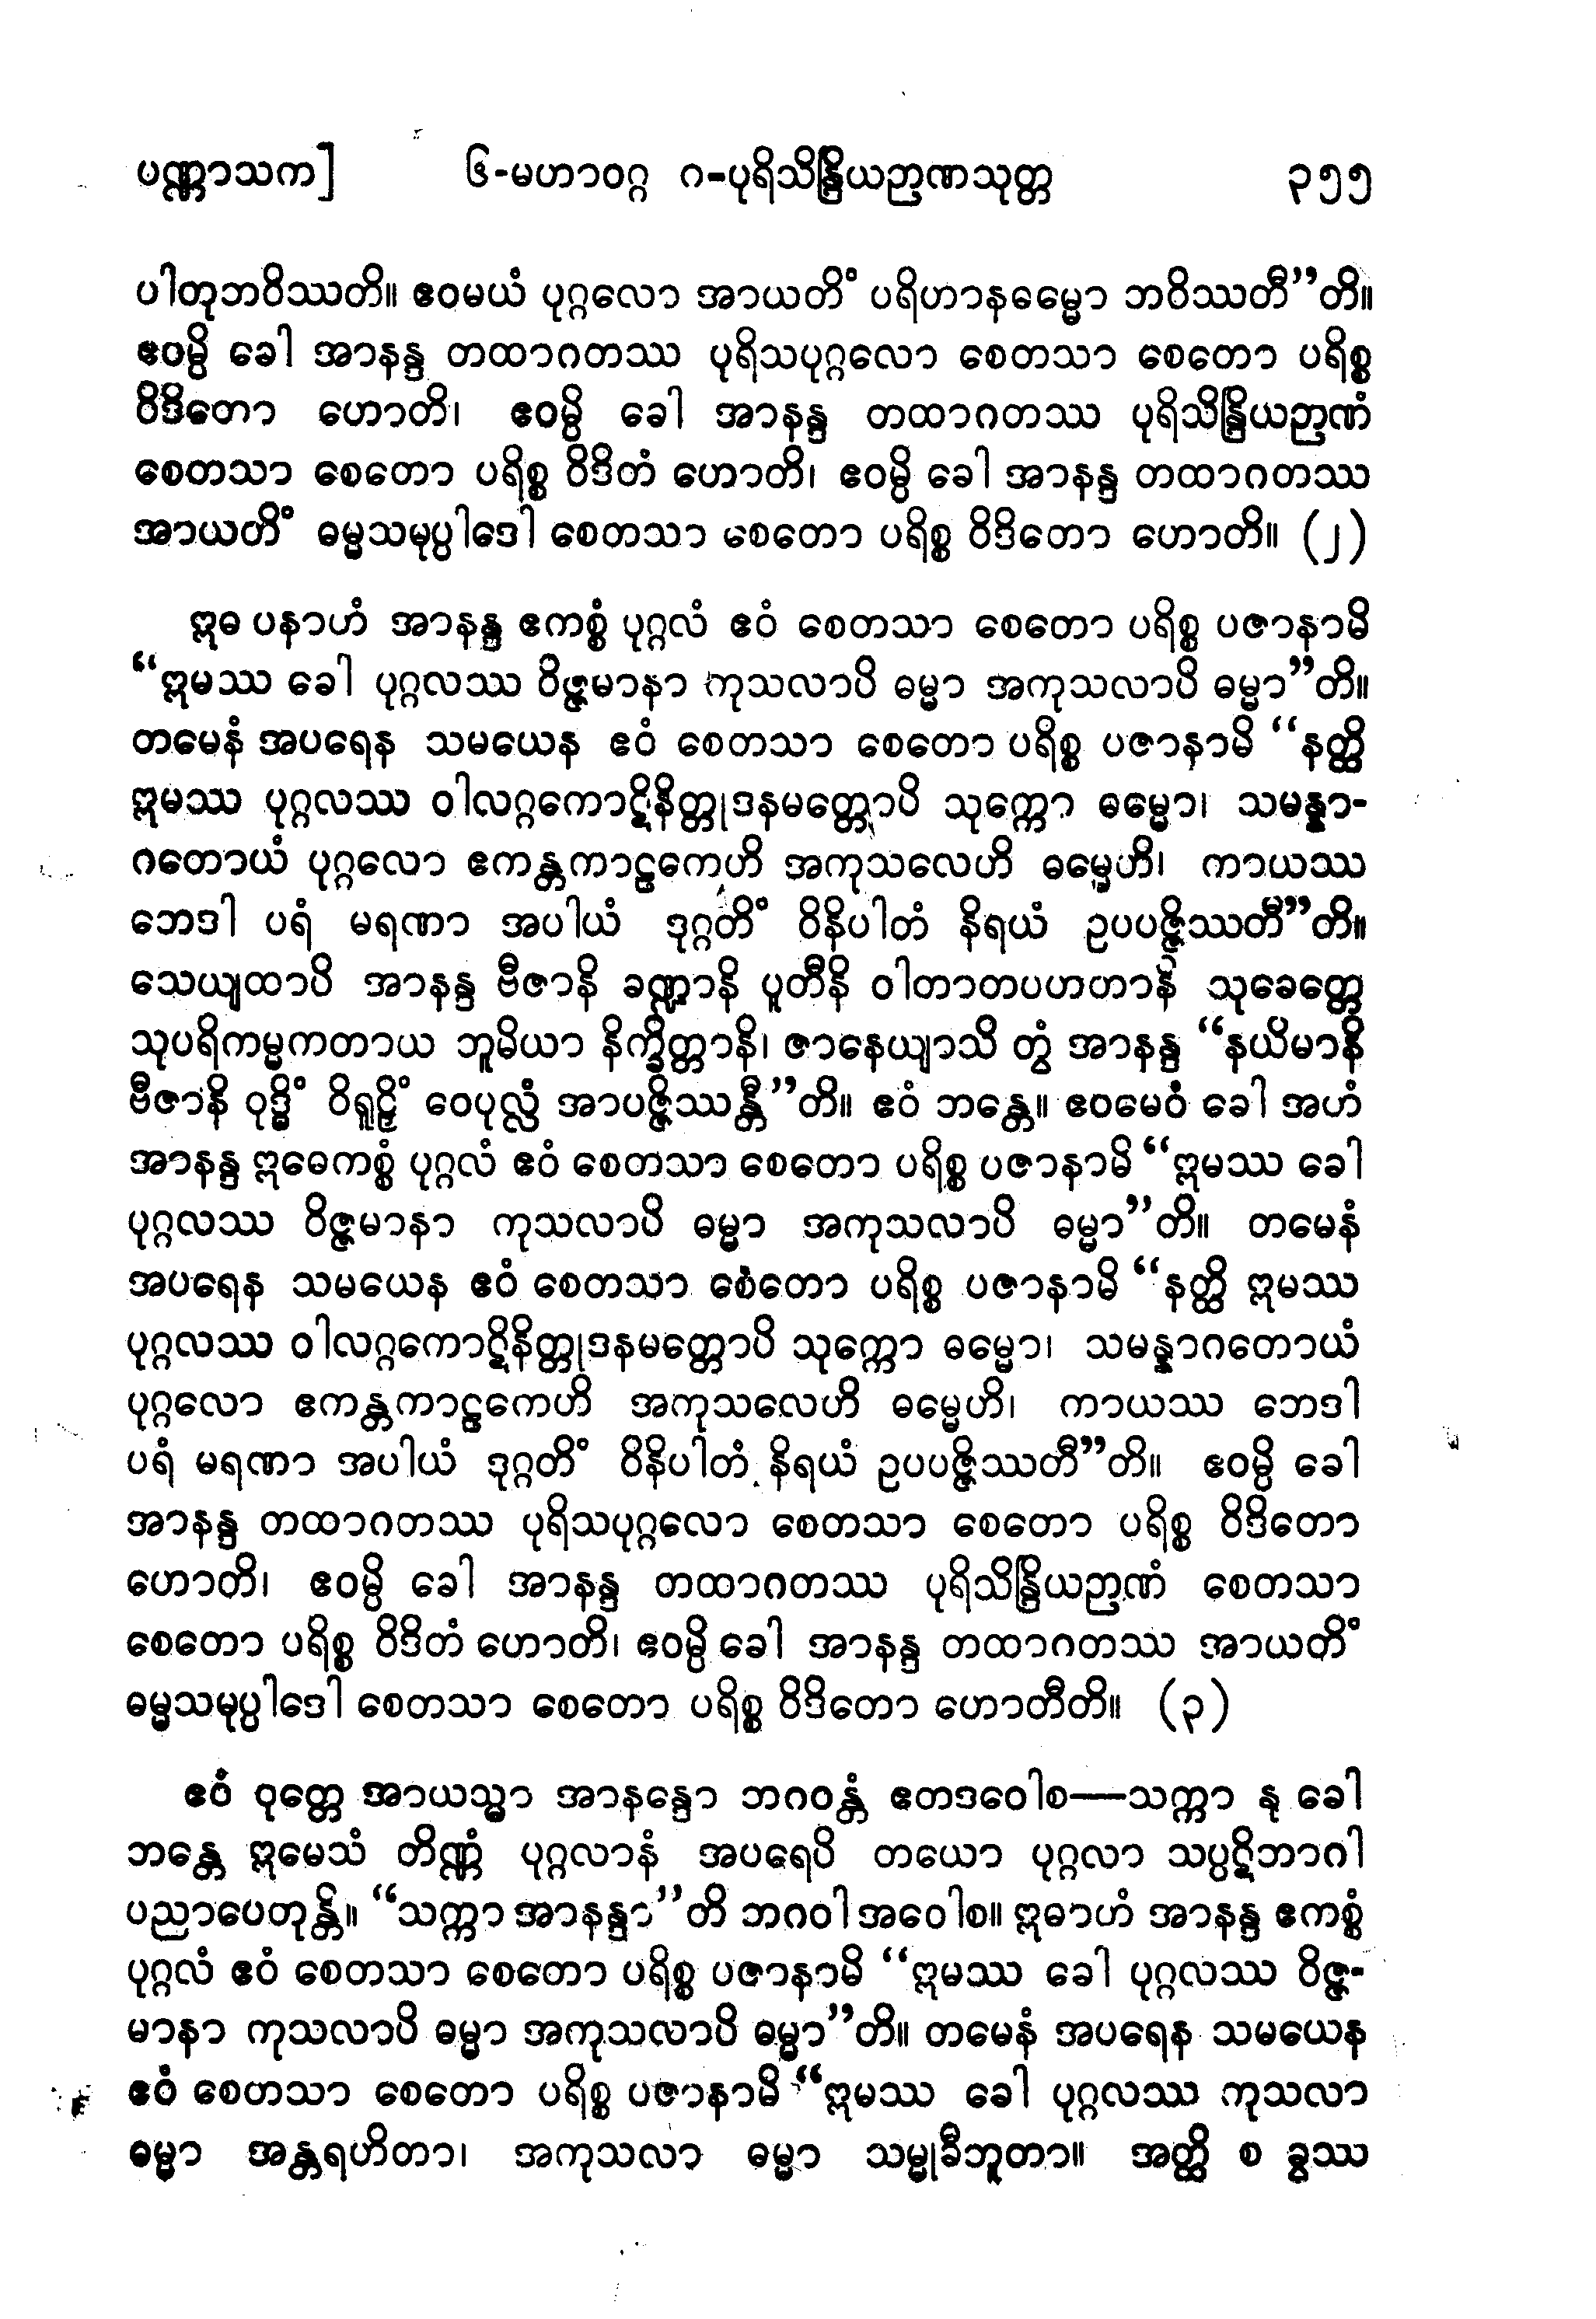 ပဏ္ဏာသက] ၆-မဟာဝဂ္ဂ ဂ-ပုရိသိန္ဒြိယဉာဏသုတ္တ ၃၅၅
ပါတုဘဝိဿတိ။ ဧဝမယံ ပုဂ္ဂလော အာယတိံ ပရိဟာနဓမ္မော ဘဝိဿတီ”တိ။
ဧဝမ္ပိ ခေါ အာနန္ဒ တထာဂတဿ ပုရိသပုဂ္ဂလော စေတသာ စေတော ပရိစ္စ
ဝိဒိတော ဟောတိ၊ ဧဝမ္ပိ ခေါ အာနန္ဒ တထာဂတဿ ပုရိသိန္ဒြိယဉာဏံ
စေတသာ စေတော ပရိစ္စ ဝိဒိတံ ဟောတိ၊ ဧဝမ္ပိ ခေါ အာနန္ဒ တထာဂတဿ
အာယတိံ ဓမ္မသမုပ္ပါဒေါ စေတသာ စေတော ပရိစ္စ ဝိဒိတော ဟောတိ။ (၂)
ဣဓ ပနာဟံ အာနန္ဒ ဧကစ္စံ ပုဂ္ဂလံ ဧဝံ စေတသာ စေတော ပရိစ္စ ပဇာနာမိ
“ဣမဿ ခေါ ပုဂ္ဂလဿ ဝိဇ္ဇမာနာ ကုသလာပိ ဓမ္မာ အကုသလာပိ ဓမ္မာ”တိ။
တမေနံ အပရေန သမယေန ဧဝံ စေတသာ စေတော ပရိစ္စ ပဇာနာမိ “နတ္ထိ
ဣမဿ ပုဂ္ဂလဿ ဝါလဂ္ဂကောဋိနိတ္တုဒနမတ္တောပိ သုက္ကော ဓမ္မော၊ သမန္နာ-
ဂတောယံ ပုဂ္ဂလော ဧကန္တကာဠကေဟိ အကုသလေဟိ ဓမ္မေဟိ၊ ကာယဿ
ဘေဒါ ပရံ မရဏာ အပါယံ ဒုဂ္ဂတိံ ဝိနိပါတံ နိရယံ ဥပပဇ္ဇိဿတီ”တိ။
သေယျထာပိ အာနန္ဒ ဗီဇာနိ ခဏ္ဍာနိ ပူတီနိ ဝါတာတပဟတာနိ သုခေတ္တေ
သုပရိကမ္မကတာယ ဘူမိယာ နိက္ခိတ္တာနိ၊ ဇာနေယျာသိ တွံ အာနန္ဒ “နယိမာနိ
ဗီဇာနိ ဝုဒ္ဓိံ ဝိရူဠှိံ ဝေပုလ္လံ အာပဇ္ဇိဿန္တီ”တိ။ ဧဝံ ဘန္တေ။ ဧဝမေဝံ ခေါ အဟံ
အာနန္ဒ ဣဓေကစ္စံ ပုဂ္ဂလံ ဧဝံ စေတသာ စေတော ပရိစ္စ ပဇာနာမိ “ဣမဿ ခေါ
ပုဂ္ဂလဿ ဝိဇ္ဇမာနာ ကုသလာပိ ဓမ္မာ အကုသလာပိ ဓမ္မာ”တိ။ တမေနံ
အပရေန သမယေန ဧဝံ စေတသာ စေတော ပရိစ္စ ပဇာနာမိ “နတ္ထိ ဣမဿ
ပုဂ္ဂလဿ ဝါလဂ္ဂကောဋိနိတ္တုဒနမတ္တောပိ သုက္ကော ဓမ္မော၊ သမန္နာဂတောယံ
ပုဂ္ဂလော ဧကန္တကာဠကေဟိ အကုသလေဟိ ဓမ္မေဟိ၊ ကာယဿ ဘေဒါ
ပရံ မရဏာ အပါယံ ဒုဂ္ဂတိံ ဝိနိပါတံ နိရယံ ဥပပဇ္ဇိဿတီ”တိ။ ဧဝမ္ပိ ခေါ
အာနန္ဒ တထာဂတဿ ပုရိသပုဂ္ဂလော စေတသာ စေတော ပရိစ္စ ဝိဒိတော
ဟောတိ၊ ဧဝမ္ပိ ခေါ အာနန္ဒ တထာဂတဿ ပုရိသိန္ဒြိယဉာဏံ စေတသာ
စေတော ပရိစ္စ ဝိဒိတံ ဟောတိ၊ ဧဝမ္ပိ ခေါ အာနန္ဒ တထာဂတဿ အာယတိံ
ဓမ္မသမုပ္ပါဒေါ စေတသာ စေတော ပရိစ္စ ဝိဒိတော ဟောတီတိ။ (၃)
ဧဝံ ဝုတ္တေ အာယသ္မာ အာနန္ဒော ဘဂဝန္တံ ဧတဒဝေါစ—သက္ကာ နု ခေါ
ဘန္တေ ဣမေသံ တိဏ္ဏံ ပုဂ္ဂလာနံ အပရေပိ တယော ပုဂ္ဂလာ သပ္ပဋိဘာဂါ
ပညာပေတုန္တိ။ “သက္ကာ အာနန္ဒာ”တိ ဘဂဝါ အဝေါစ။ ဣဓာဟံ အာနန္ဒ ဧကစ္စံ
ပုဂ္ဂလံ ဧဝံ စေတသာ စေတော ပရိစ္စ ပဇာနာမိ “ဣမဿ ခေါ ပုဂ္ဂလဿ ဝိဇ္ဇ-
မာနာ ကုသလာပိ ဓမ္မာ အကုသလာပိ ဓမ္မာ”တိ။ တမေနံ အပရေန သမယေန
ဧဝံ စေတသာ စေတော ပရိစ္စ ပဇာနာမိ “ဣမဿ ခေါ ပုဂ္ဂလဿ ကုသလာ
ဓမ္မာ အန္တရဟိတာ၊ အကုသလာ ဓမ္မာ သမ္မုခီဘူတာ။ အတ္ထိ စ ခွဿ